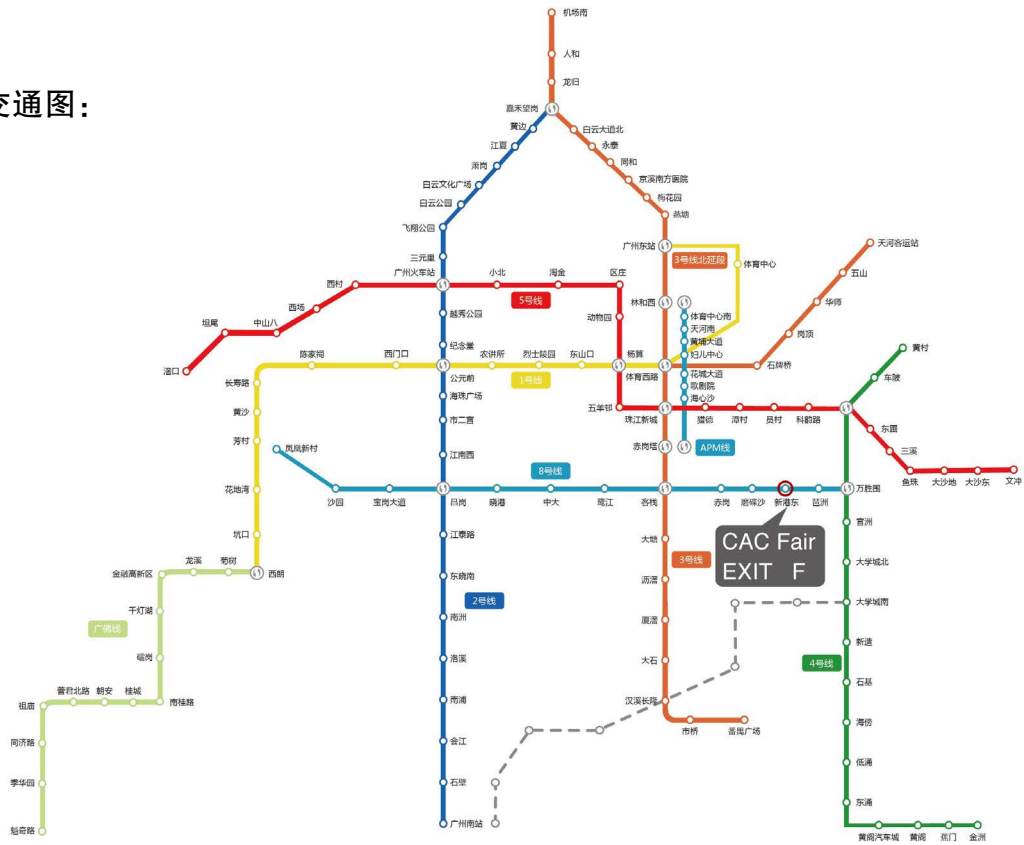 交通图：
机场南
人和
龙归
嘉禾望岗
黄边
江夏
萧岗
白云文化广场
白云公园
飞翔公园
三元里
广州火车站
白云大道北
永泰
同和
京溪南方医院
梅花园
燕塘
广州东站
3号线北延段
体育中心
天河客运站
五山
华师
岗顶
石牌桥
西村
小北
淘金
区庄
5号线
西场
中山八
坦尾
滘口
越秀公园
纪念堂
动物园
林和西
体育中心南
天河南
黄埔大道
妇儿中心
花城大道
歌剧院
海心沙
APM线
黄村
车陂
陈家祠
西门口
公元前
农讲所
烈士陵园
东山口
杨箕
体育西路
1号线
长寿路
黄沙
芳村
花地湾
坑口
西朗
海珠广场
市二宫
江南西
五羊邨
珠江新城
猎德
潭村
员村
科韵路
东圃
三溪
鱼珠
大沙地
大沙东
文冲
赤岗塔
凤凰新村
沙园
宝岗大道
昌岗
晓港
中大
鹭江
客栈
赤岗
磨碟沙
新港东
琶洲
万胜围
8号线
CAC Fair
EXIT F
江泰路
东晓南
南洲
洛溪
南浦
会江
石壁
广州南站
2号线
大塘
沥滘
厦滘
大石
汉溪长隆
市桥
番禺广场
3号线
官洲
大学城北
大学城南
新造
石基
海傍
低涌
东涌
黄阁汽车城
黄阁
蕉门
金洲
4号线
龙溪
菊树
金融高新区
千灯湖
广佛线
南桂路
桂城
朝安
祖庙
同济路
季华园
魁奇路